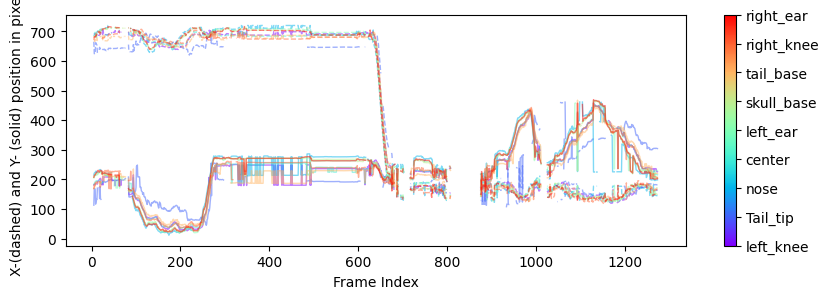 X-(dashed) and Y- (solid) position in pixe
700
600
500
400
300
200
100
0
0
200
400
600
800
1000
1200
Frame Index
right_ear
right_knee
tail_base
skull_base
left_ear
center
nose
Tail_tip
left_knee